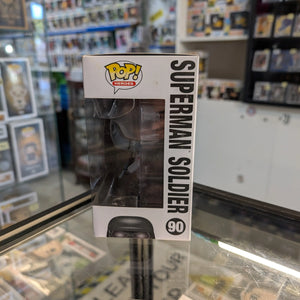 POP!
HEROES
SUPERMAN SOLDIER
90